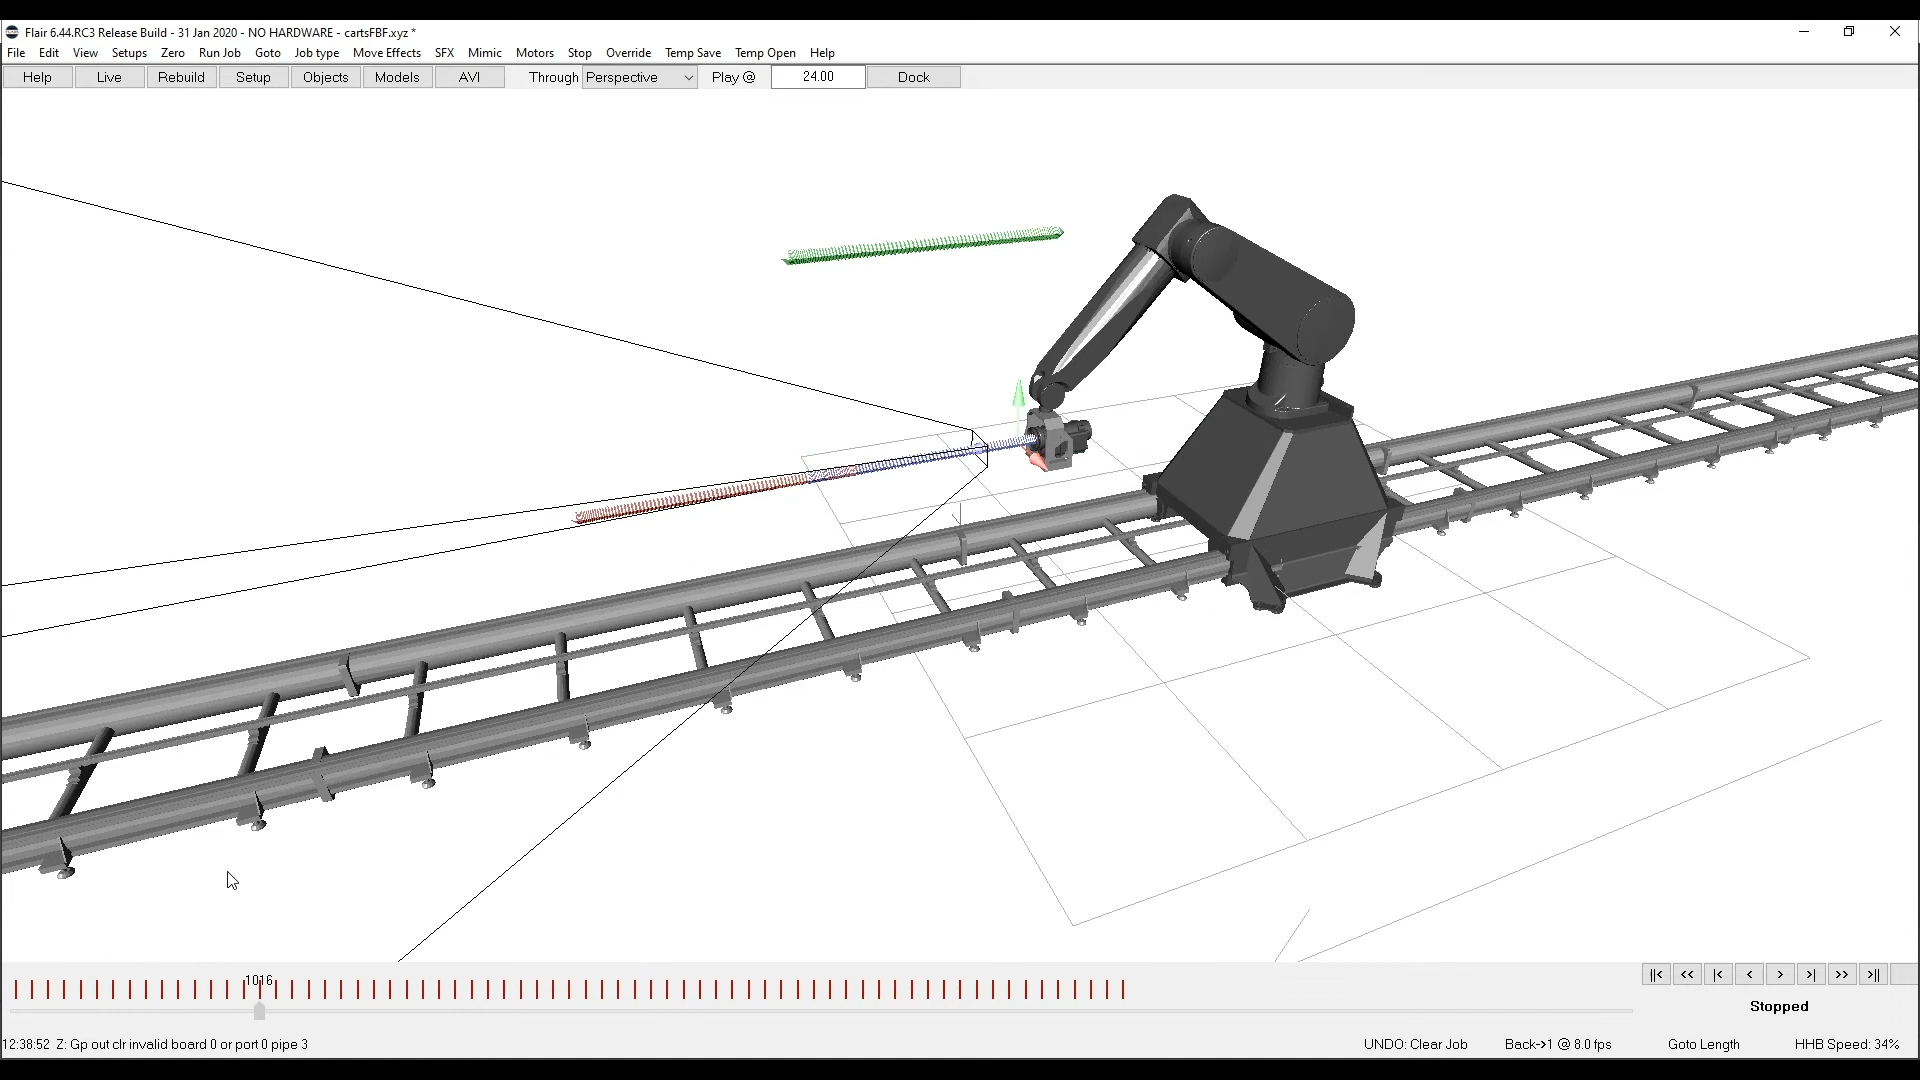 Flair 6.44.RC3 Release Build - 31 Jan 2020 - NO HARDWARE - cartsFBF.xyz *
File Edit View Setups Zero Run Job Goto Job type Move Effects SFX Mimic Motors Stop Override Temp Save Temp Open Help
Help Live Rebuild Setup Objects Models AVI Through Perspective Play @ 24.00 Dock
1016
||< << |< < > >| >> >||
Stopped
12:38:52 Z: Gp out clr invalid board 0 or port 0 pipe 3 UNDO: Clear Job Back->1 @ 8.0 fps Goto Length HHB Speed: 34%